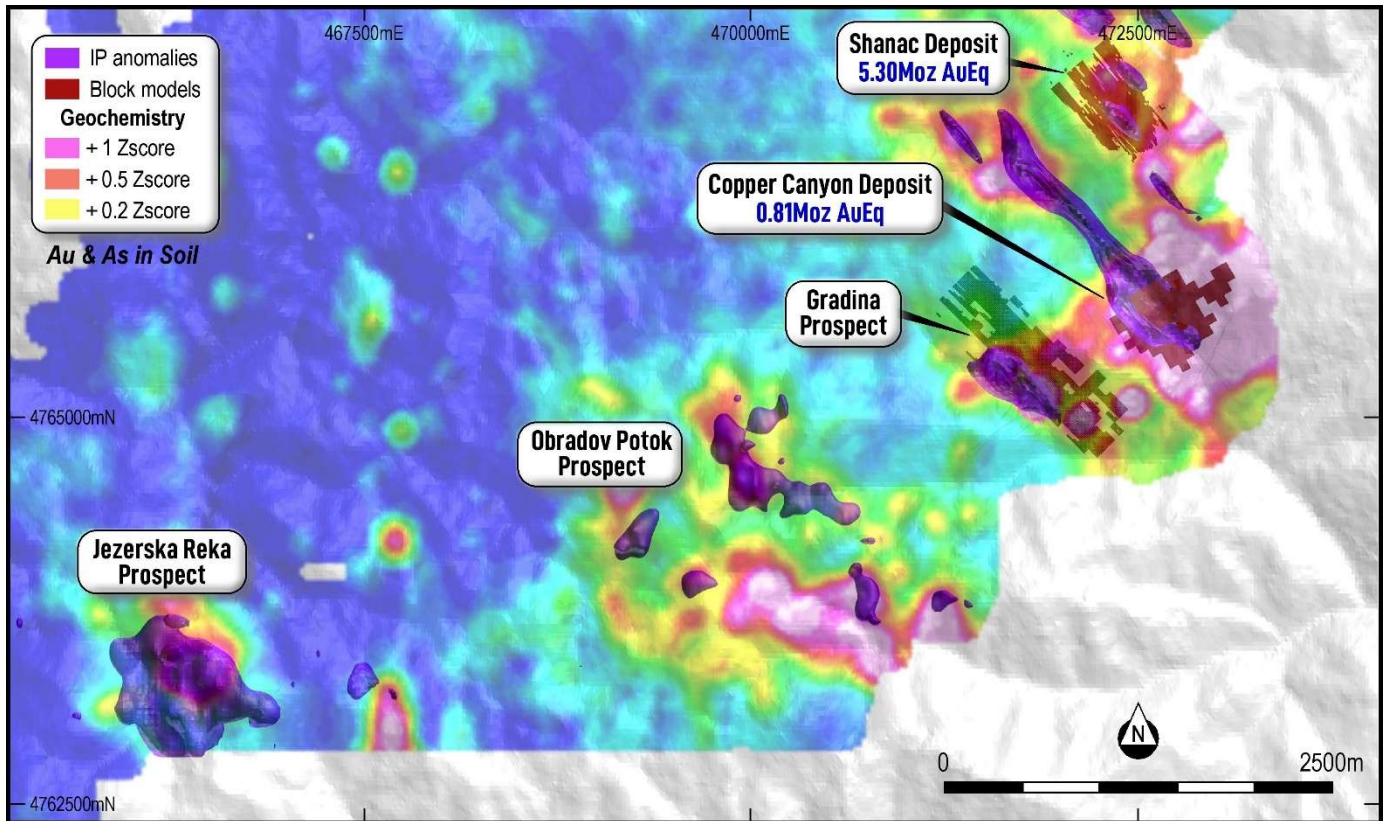 467500mE
470000mE
472500mE
IP anomalies
Block models
Geochemistry
+ 1 Zscore
+ 0.5 Zscore
+ 0.2 Zscore
Au & As in Soil
Shanac Deposit
5.30Moz AuEq
Copper Canyon Deposit
0.81Moz AuEq
Gradina
Prospect
4765000mN
Obradov Potok
Prospect
Jezerska Reka
Prospect
N
0
2500m
4762500mN